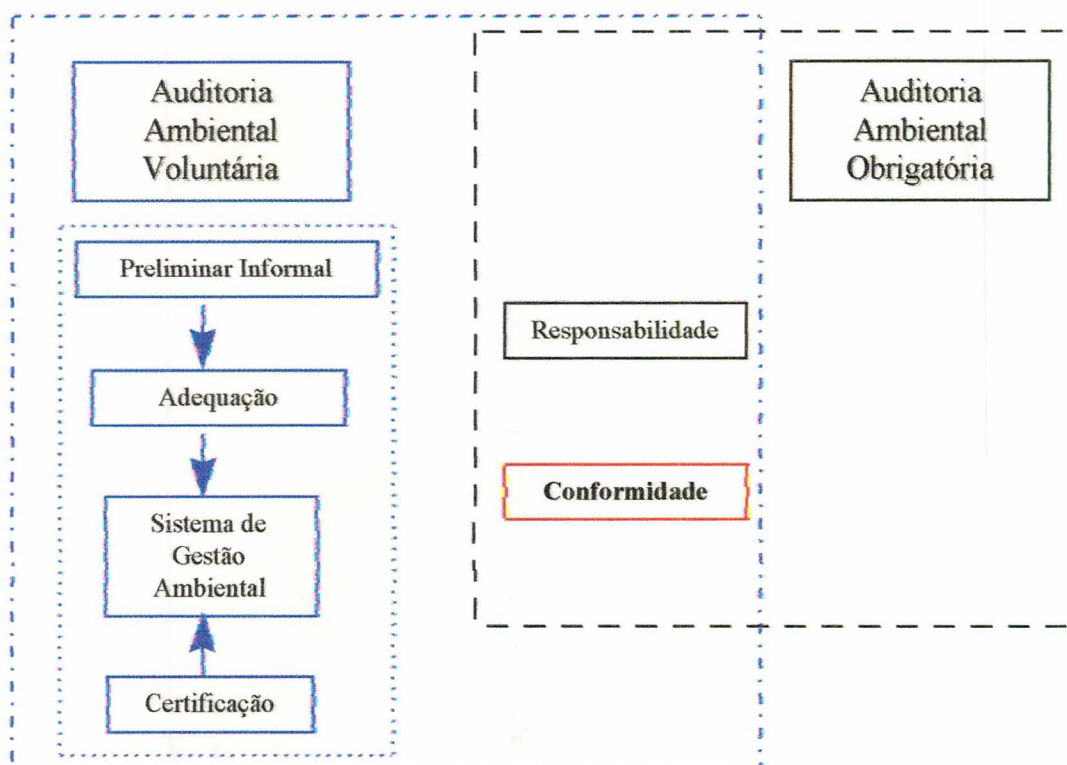 Auditoria
Ambiental
Voluntária
Preliminar Informal
Adequação
Sistema de
Gestão
Ambiental
Certificação
Responsabilidade
Conformidade
Auditoria
Ambiental
Obrigatória